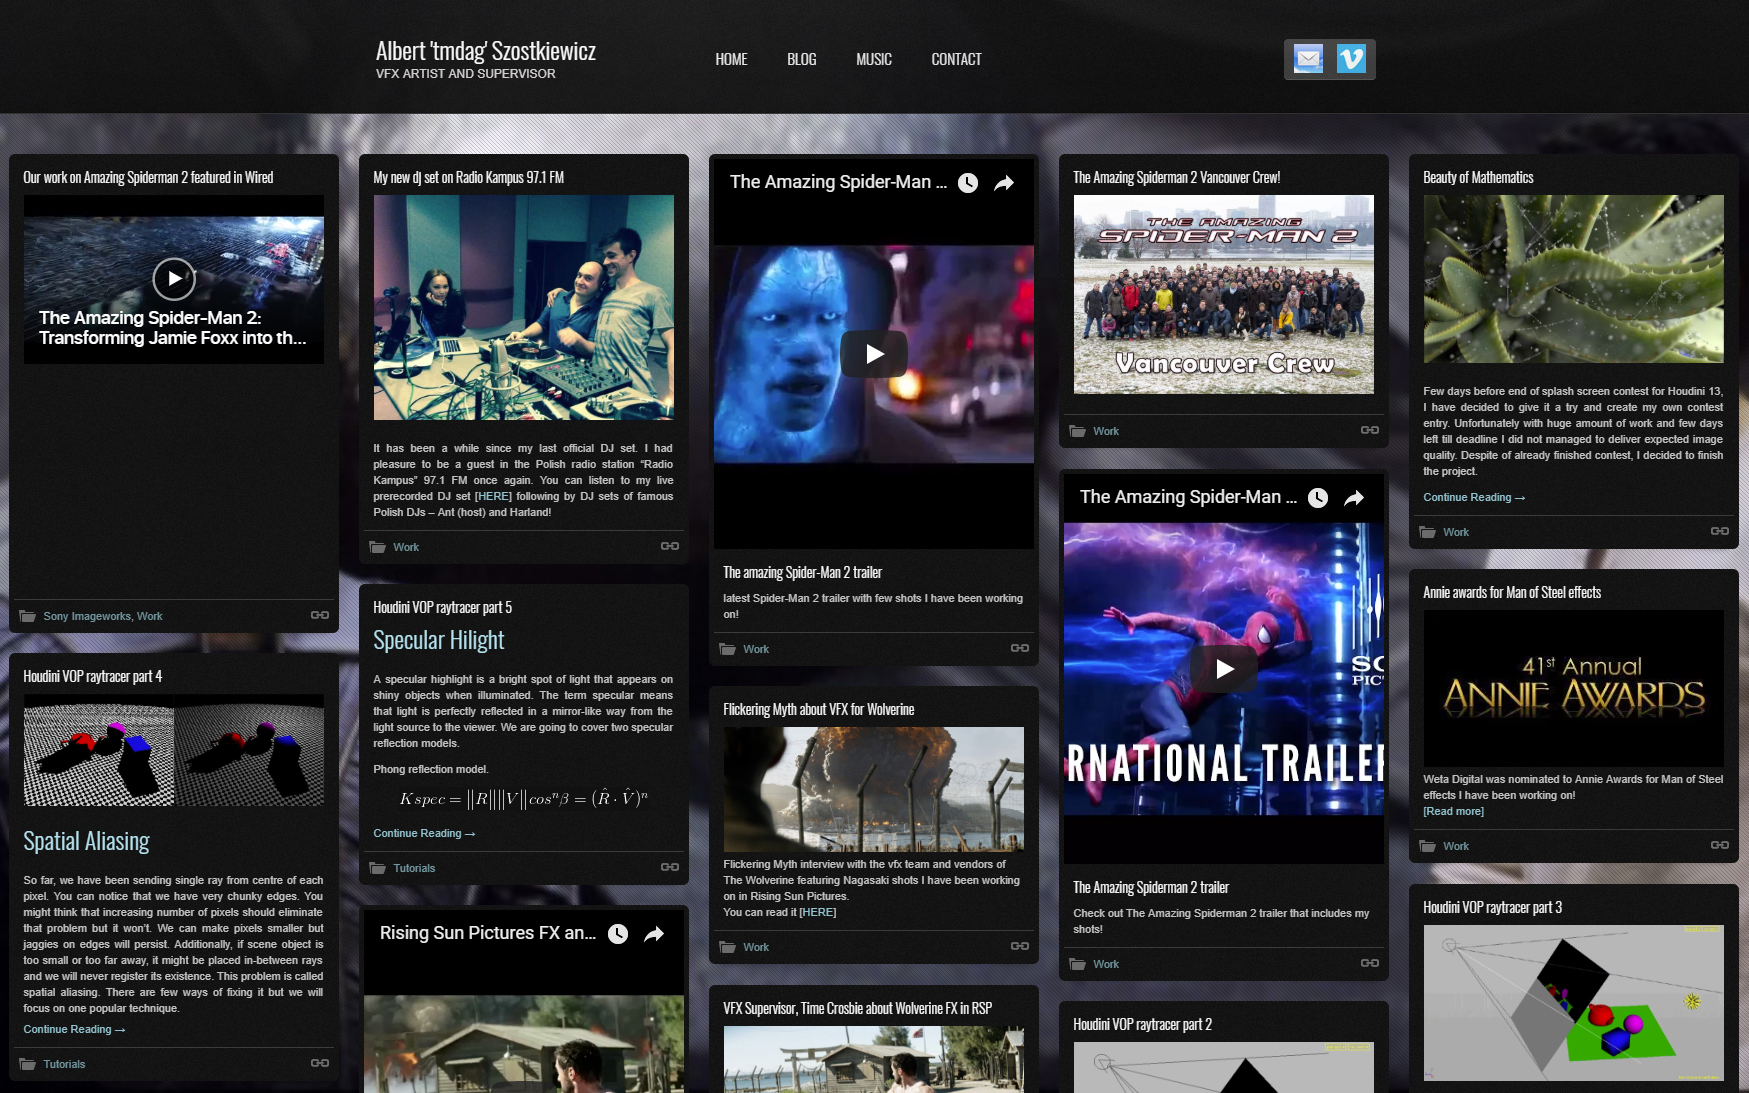 Albert 'tmdag' Szostkiewicz
VFX ARTIST AND SUPERVISOR
HOME
BLOG
MUSIC
CONTACT
Our work on Amazing Spiderman 2 featured in Wired
The Amazing Spider-Man 2:
Transforming Jamie Foxx into th...
Sony Imageworks, Work
Houdini VOP raytracer part 4
Spatial Aliasing
So far, we have been sending single ray from centre of each
pixel. You can notice that we have very chunky edges. You
might think that increasing number of pixels should eliminate
that problem but it won't. We can make pixels smaller but
jaggies on edges will persist. Additionally, if scene object is
too small or too far away, it might be placed in-between rays
and we will never register its existence. This problem is called
spatial aliasing. There are few ways of fixing it but we will
focus on one popular technique.
Continue Reading →
Tutorials
My new dj set on Radio Kampus 97.1 FM
It has been a while since my last official DJ set. I had
pleasure to be a guest in the Polish radio station “Radio
Kampus” 97.1 FM once again. You can listen to my live
prerecorded DJ set [HERE] following by DJ sets of famous
Polish DJs – Ant (host) and Harland!
Work
Houdini VOP raytracer part 5
Specular Hilight
A specular highlight is a bright spot of light that appears on
shiny objects when illuminated. The term specular means
that light is perfectly reflected in a mirror-like way from the
light source to the viewer. We are going to cover two specular
reflection models.
Phong reflection model.
Kspec = ||R||||V||cosⁿβ = (R̂ · V̂)ⁿ
Continue Reading →
Tutorials
Rising Sun Pictures FX an...
The Amazing Spider-Man ...
The amazing Spider-Man 2 trailer
latest Spider-Man 2 trailer with few shots I have been working
on!
Work
Flickering Myth about VFX for Wolverine
Flickering Myth interview with the vfx team and vendors of
The Wolverine featuring Nagasaki shots I have been working
on in Rising Sun Pictures.
You can read it [HERE]
Work
VFX Supervisor, Time Crosbie about Wolverine FX in RSP
The Amazing Spiderman 2 Vancouver Crew!
THE AMAZING
SPIDER-MAN 2
Vancouver Crew
Work
The Amazing Spider-Man ...
SO
PICT
RNATIONAL TRAILER
The Amazing Spiderman 2 trailer
Check out The Amazing Spiderman 2 trailer that includes my
shots!
Work
Houdini VOP raytracer part 2
Beauty of Mathematics
Few days before end of splash screen contest for Houdini 13,
I have decided to give it a try and create my own contest
entry. Unfortunately with huge amount of work and few days
left till deadline I did not managed to deliver expected image
quality. Despite of already finished contest, I decided to finish
the project.
Continue Reading →
Work
Annie awards for Man of Steel effects
41st Annual
ANNIE AWARDS
Weta Digital was nominated to Annie Awards for Man of Steel
effects I have been working on!
[Read more]
Work
Houdini VOP raytracer part 3